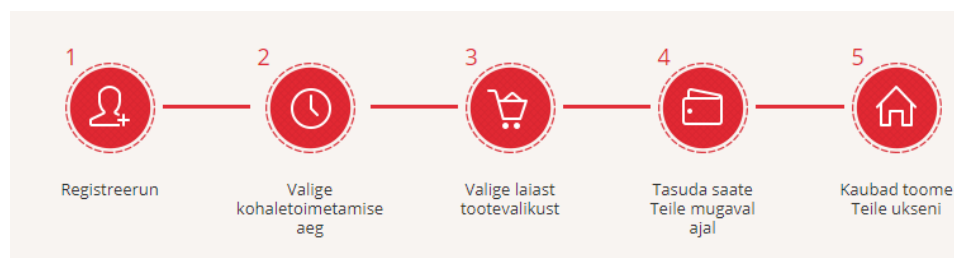 1
Registreerun
2
Valige
kohaletoimetamise
aeg
3
Valige laiast
tootevalikust
4
Tasuda saate
Teile mugaval
ajal
5
Kaubad toome
Teile ukseni